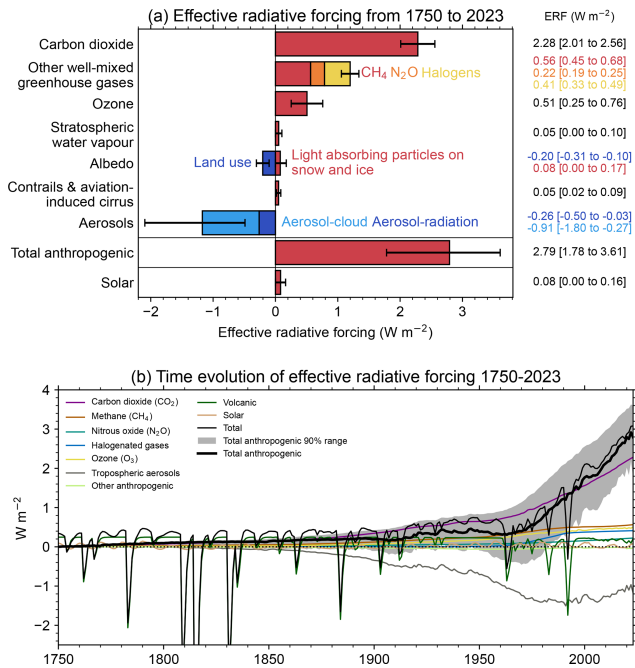 (a) Effective radiative forcing from 1750 to 2023
ERF (W m−2)
Carbon dioxide
2.28 [2.01 to 2.56]
Other well-mixed
greenhouse gases
CH4 N2O Halogens
0.56 [0.45 to 0.68]
0.22 [0.19 to 0.25]
0.41 [0.33 to 0.49]
Ozone
0.51 [0.25 to 0.76]
Stratospheric
water vapour
0.05 [0.00 to 0.10]
Albedo
Land use
Light absorbing particles on
snow and ice
-0.20 [-0.31 to -0.10]
0.08 [0.00 to 0.17]
Contrails & aviation-
induced cirrus
0.05 [0.02 to 0.09]
Aerosols
Aerosol-cloud Aerosol-radiation
-0.26 [-0.50 to -0.03]
-0.91 [-1.80 to -0.27]
Total anthropogenic
2.79 [1.78 to 3.61]
Solar
0.08 [0.00 to 0.16]
−2 −1 0 1 2 3
Effective radiative forcing (W m−2)
(b) Time evolution of effective radiative forcing 1750-2023
Carbon dioxide (CO2)
Methane (CH4)
Nitrous oxide (N2O)
Halogenated gases
Ozone (O3)
Tropospheric aerosols
Other anthropogenic
Volcanic
Solar
Total
Total anthropogenic 90% range
Total anthropogenic
W m−2
4
3
2
1
0
−1
−2
1750 1800 1850 1900 1950 2000